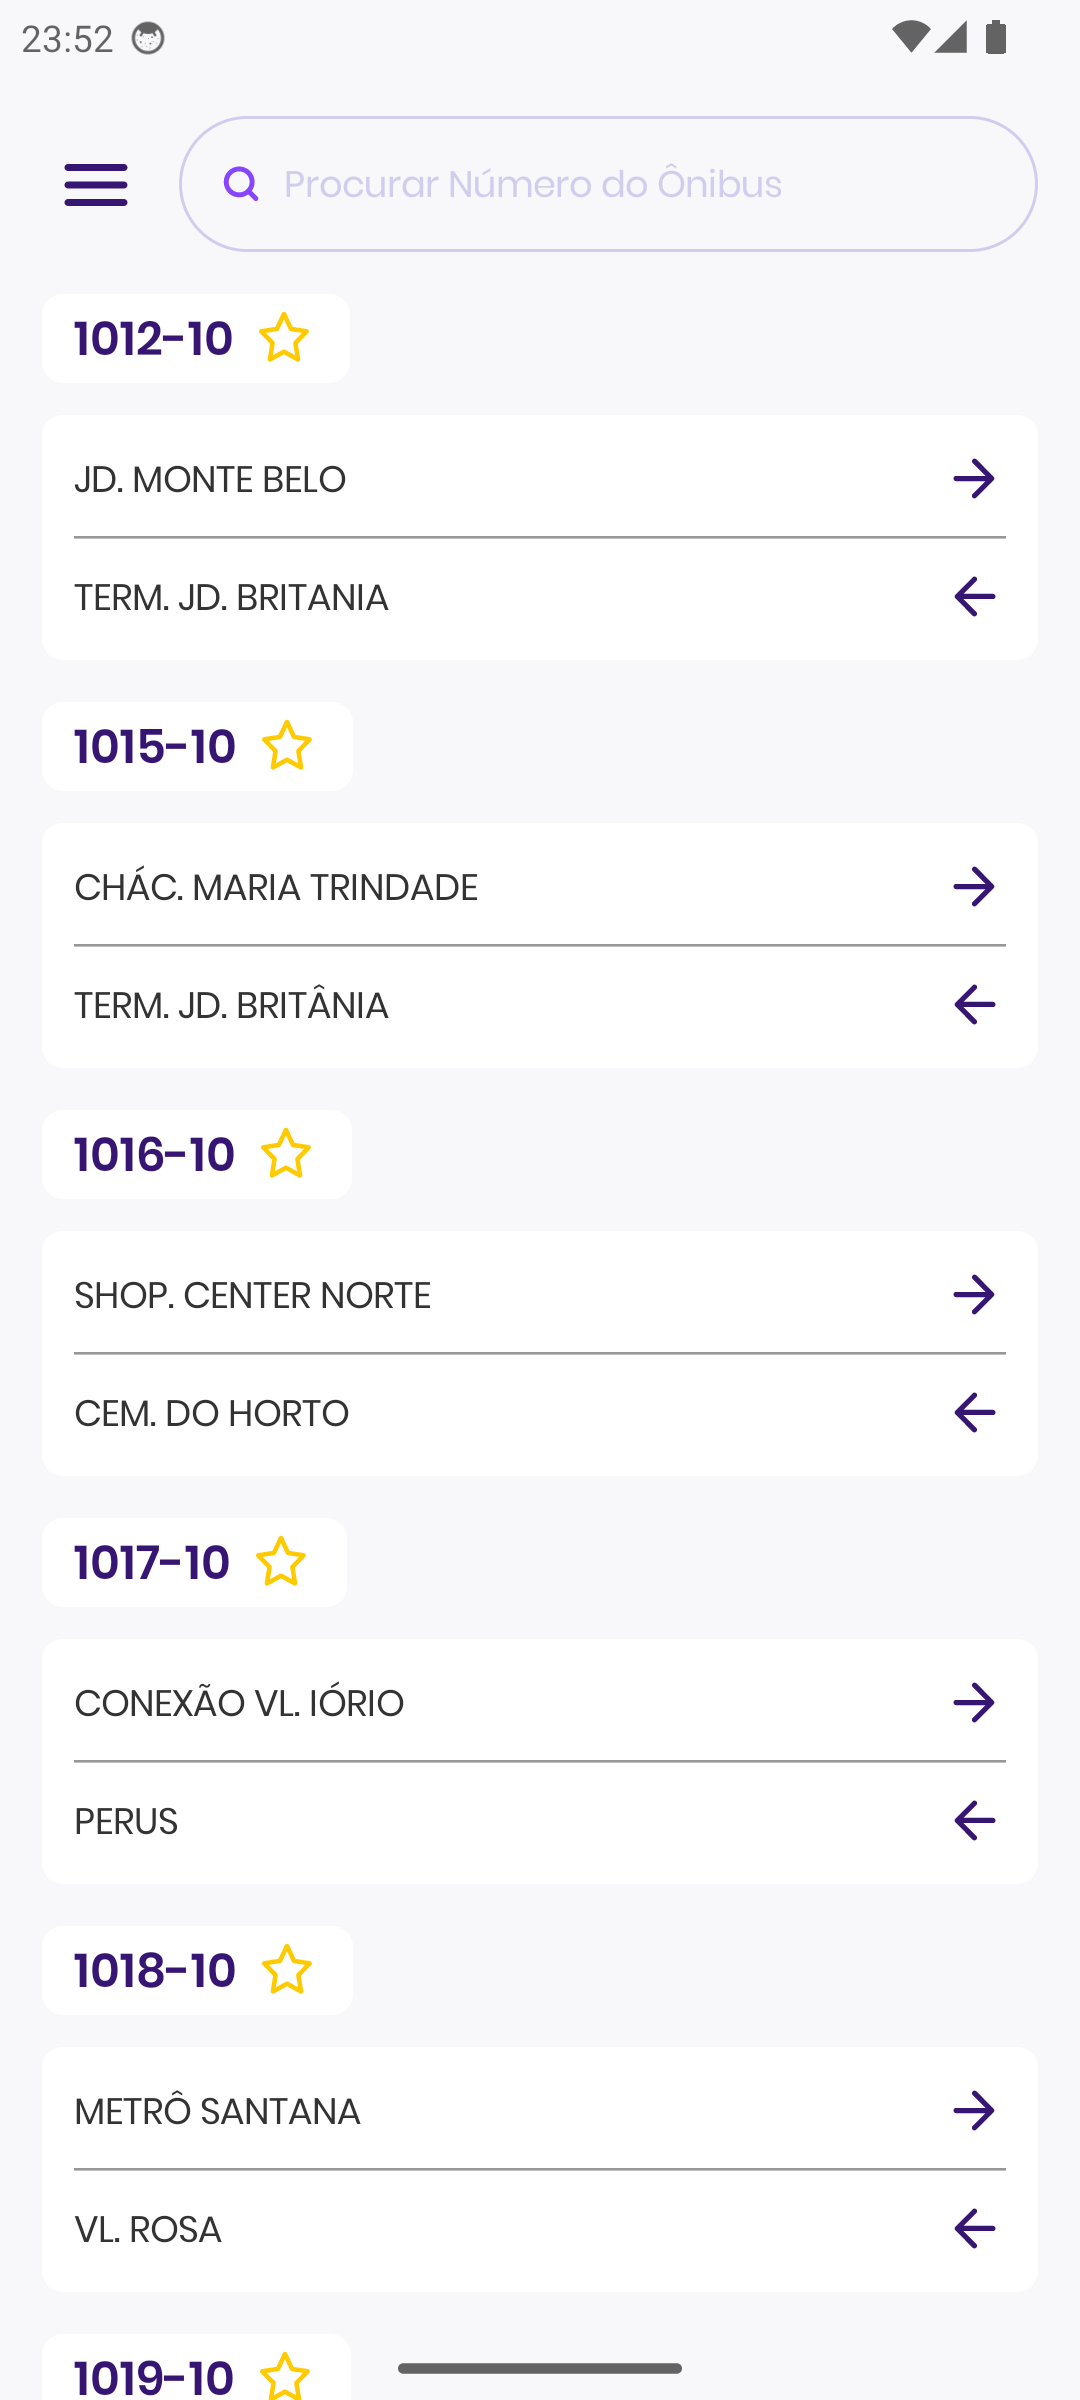 23:52
Procurar Número do Ônibus
1012-10
JD. MONTE BELO
TERM. JD. BRITANIA
1015-10
CHÁC. MARIA TRINDADE
TERM. JD. BRITÂNIA
1016-10
SHOP. CENTER NORTE
CEM. DO HORTO
1017-10
CONEXÃO VL. IÓRIO
PERUS
1018-10
METRÔ SANTANA
VL. ROSA
1019-10